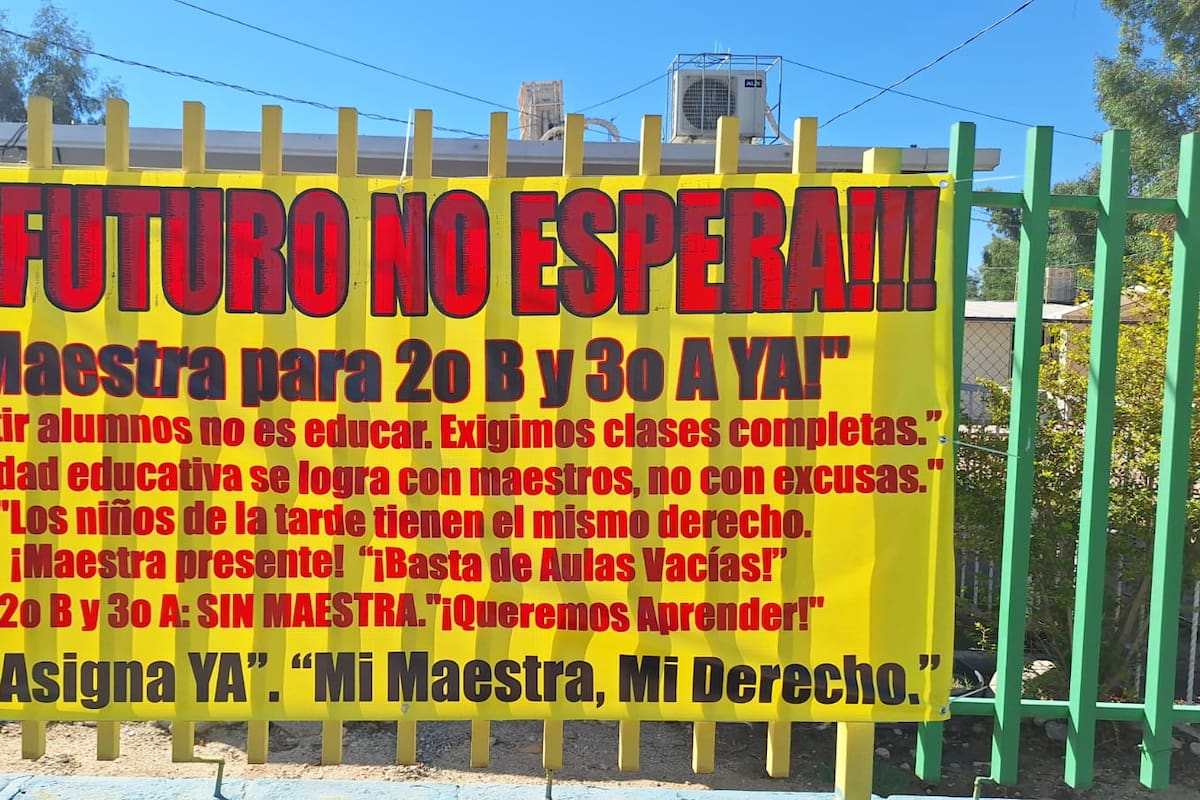 FUTURO NO ESPERA!!!
Maestra para 2o B y 3o A YA!"
tir alumnos no es educar. Exigimos clases completas."
dad educativa se logra con maestros, no con excusas."
"Los niños de la tarde tienen el mismo derecho.
¡Maestra presente! “¡Basta de Aulas Vacías!”
2o B y 3o A: SIN MAESTRA."¡Queremos Aprender!"
Asigna YA”. “Mi Maestra, Mi Derecho.”